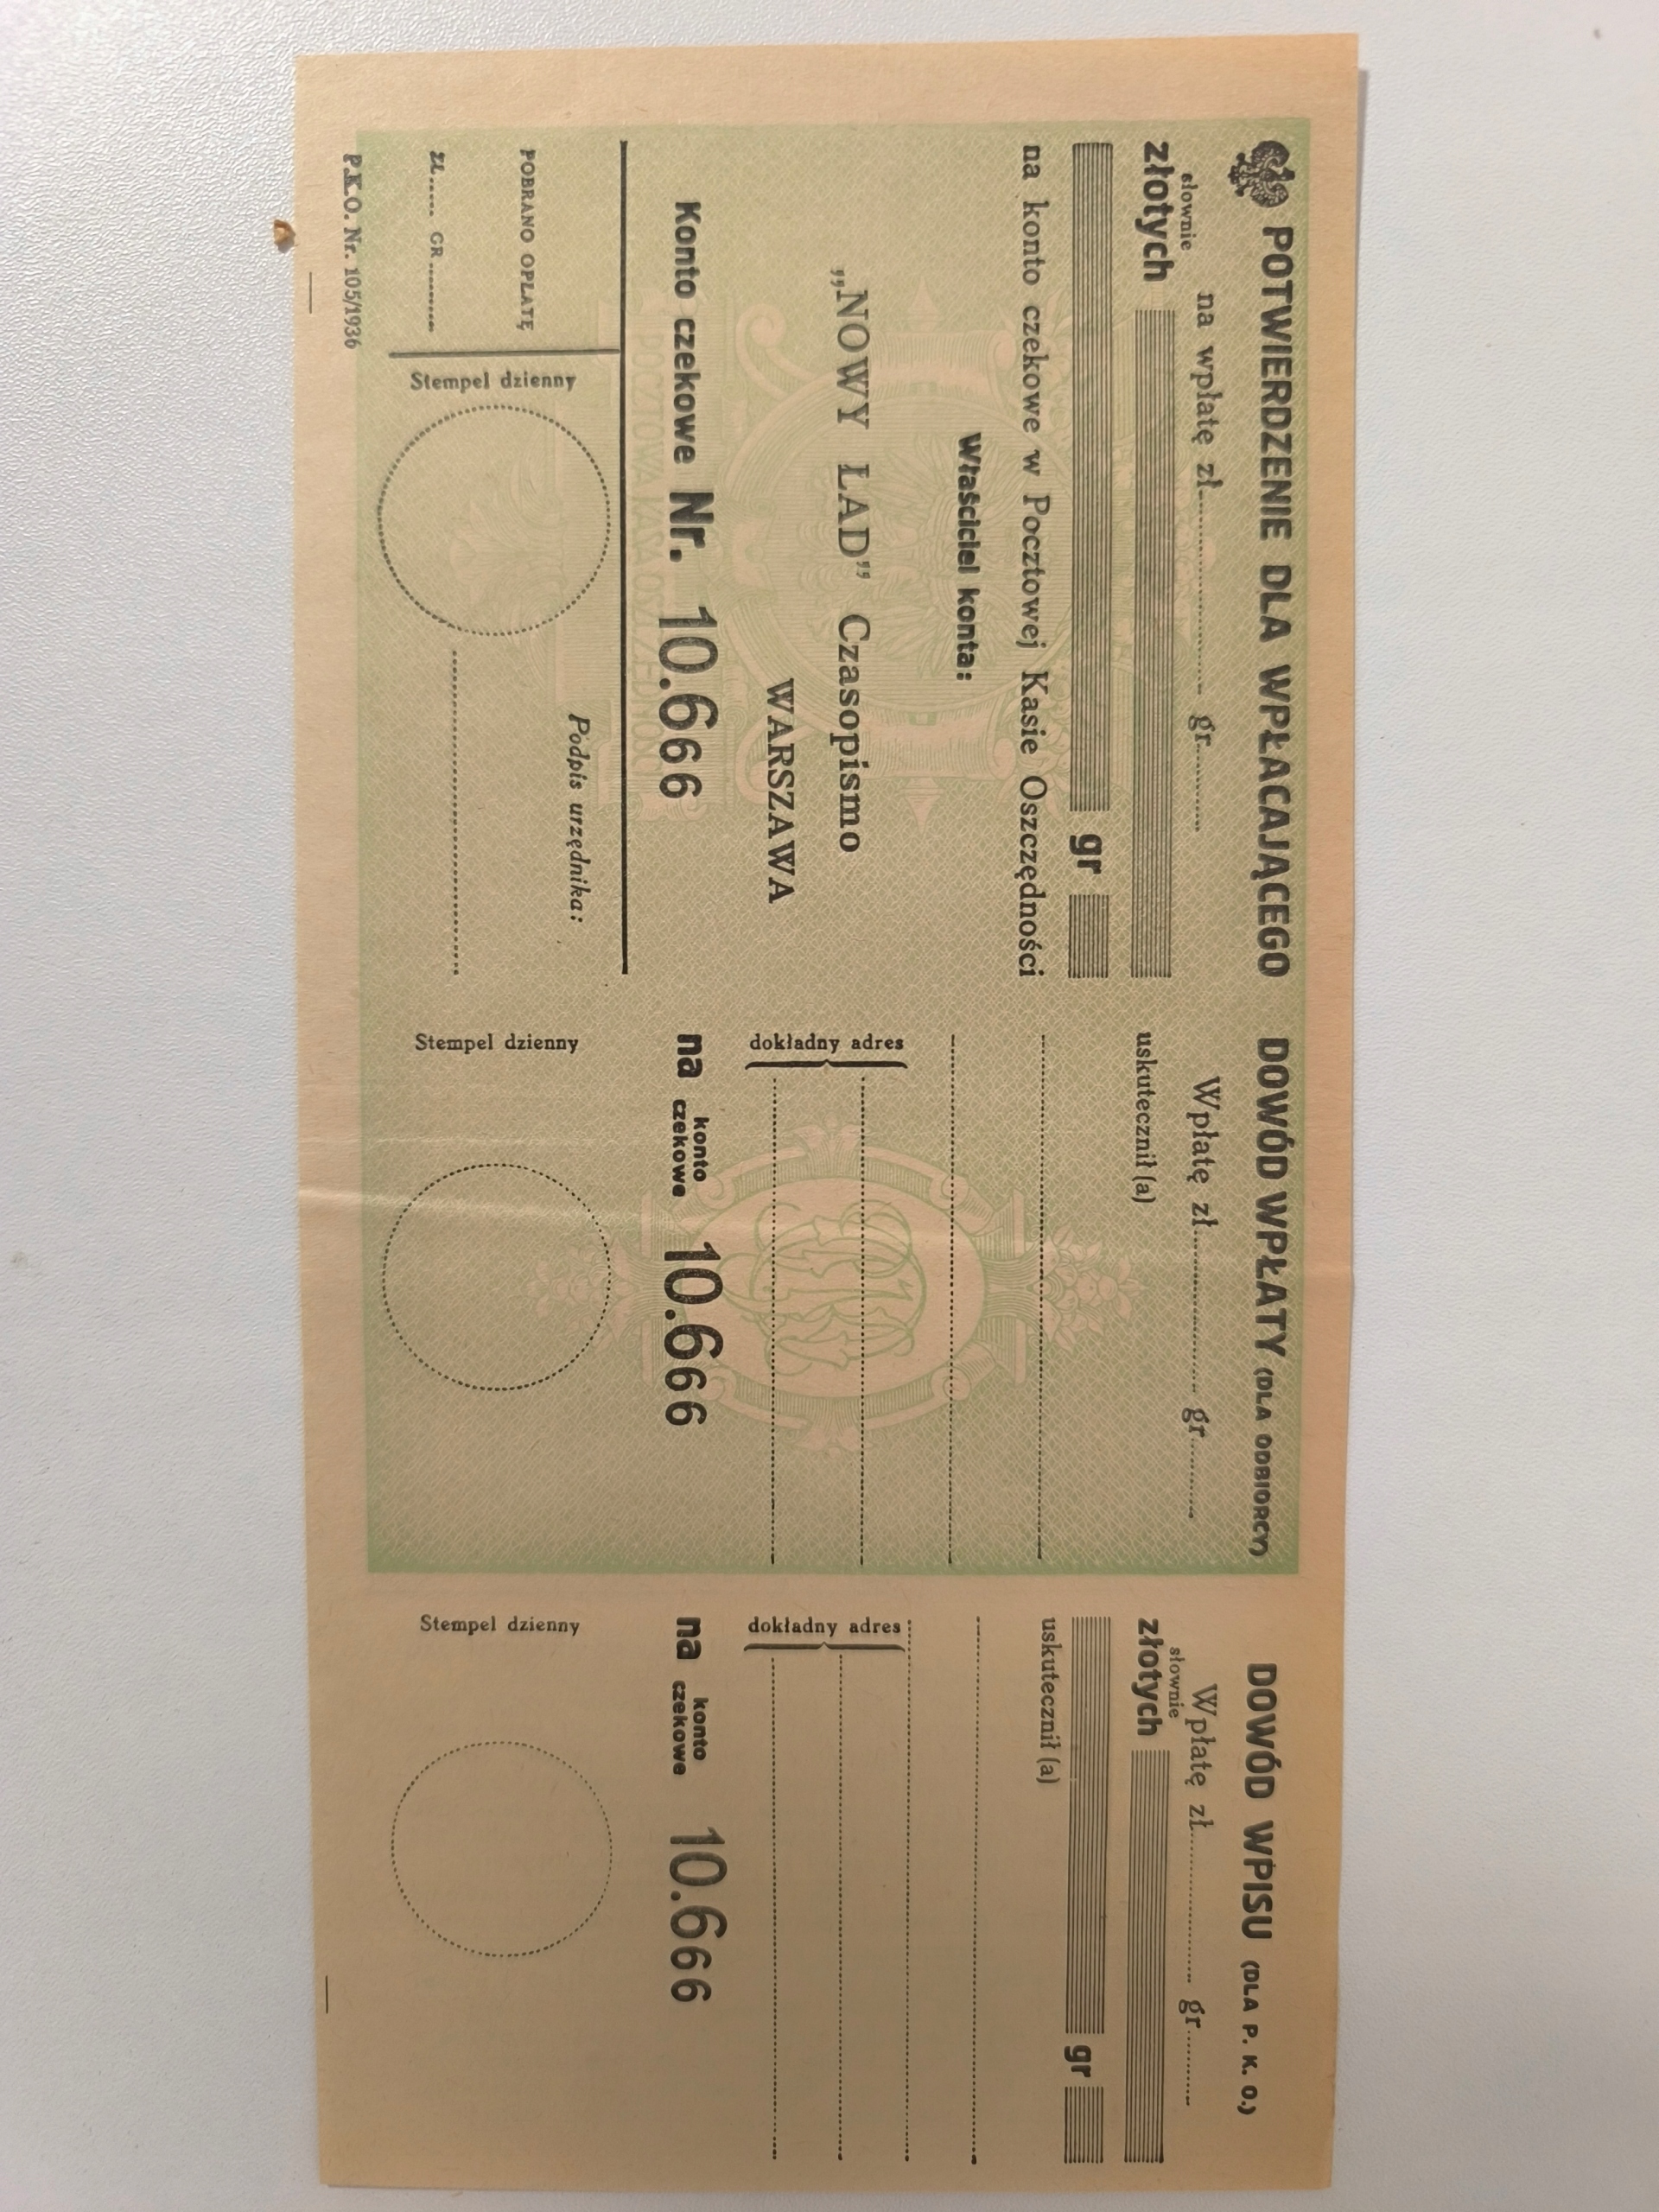 POTWIERDZENIE DLA WPŁACAJĄCEGO
na wpłatę zł gr
słownie
złotych
gr
na konto czekowe w Pocztowej Kasie Oszczędności
Właściciel konta:
„NOWY ŁAD” Czasopismo
WARSZAWA
Konto czekowe Nr. 10.666
POBRANO OPŁATĘ
ZŁ...... GR..........
Stempel dzienny
Podpis urzędnika:
P.K.O. Nr. 105/1936
DOWÓD WPŁATY (DLA ODBIORCY)
Wpłatę zł gr
uskutecznił (a)
dokładny adres
na konto czekowe 10.666
Stempel dzienny
DOWÓD WPISU (DLA P. K. O.)
Wpłatę zł gr
słownie
złotych
gr
uskutecznił (a)
dokładny adres
na konto czekowe 10.666
Stempel dzienny